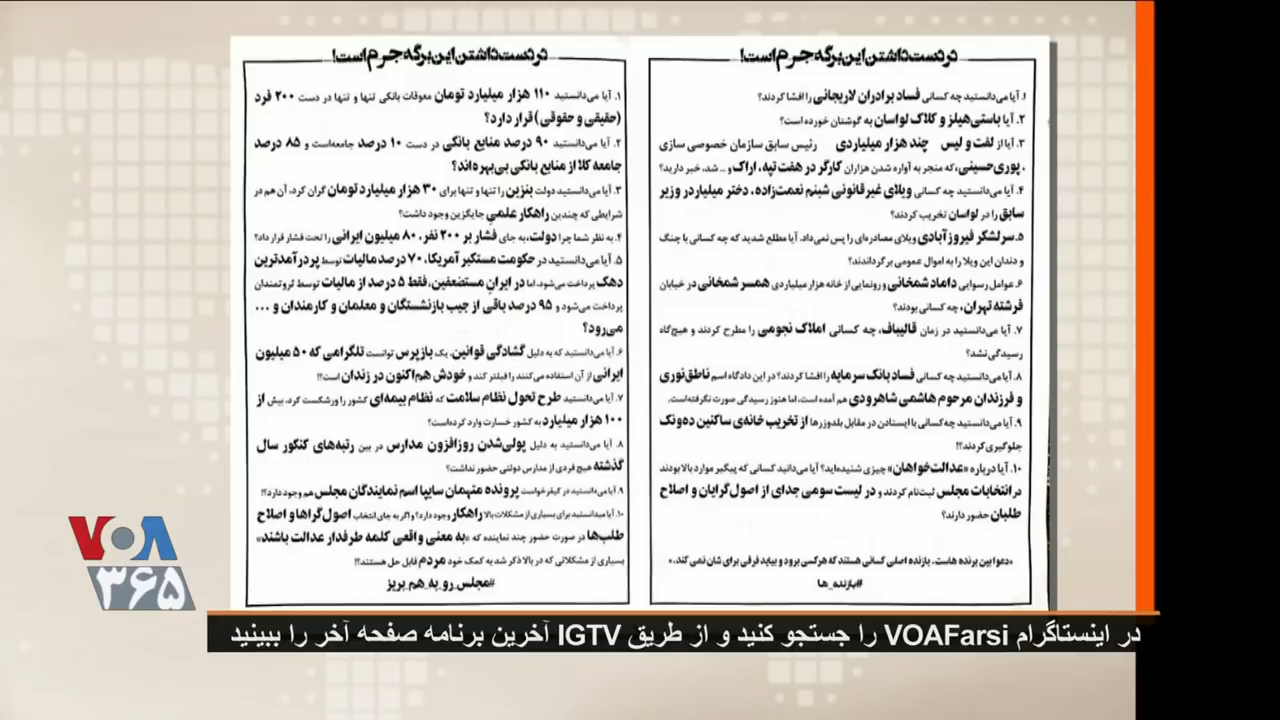 در دست داشتن این برگه جرم است!
۱. آیا می‌دانستید چه کسانی فساد برادران لاریجانی را افشا کردند؟
۲. آیا باستی‌هیلز و کلاک لواسان به گوشتان خورده است؟
۳. آیا از لفت و لیس چند هزار میلیاردی رئیس سابق سازمان خصوصی سازی
، پوری‌حسینی، که منجر به آواره شدن هزاران کارگر در هفت تپه، اراک و ... شد، خبر دارید؟
۴. آیا می‌دانستید چه کسانی ویلای غیرقانونی شبنم نعمت‌زاده، دختر میلیاردر وزیر
سابق را در لواسان تخریب کردند؟
۵. سرلشکر فیروزآبادی ویلای مصادره‌ای را پس نمی‌داد. آیا مطلع شدید که چه کسانی با چنگ
و دندان این ویلا را به اموال عمومی برگرداندند؟
۶. عوامل رسوایی داماد شمخانی و رونمایی از خانه هزار میلیاردی همسر شمخانی در خیابان
فرشته تهران، چه کسانی بودند؟
۷. آیا می‌دانستید در زمان قالیباف، چه کسانی املاک نجومی را مطرح کردند و هیچ‌گاه
رسیدگی نشد؟
۸. آیا می‌دانستید چه کسانی فساد بانک سرمایه را افشا کردند؟ در این دادگاه اسم ناطق‌نوری
و فرزندان مرحوم هاشمی شاهرودی هم آمده است، اما هنوز رسیدگی صورت نگرفته‌است.
۹. آیا می‌دانستید چه‌کسانی با ایستادن در مقابل بلدوزرها از تخریب خانه‌ی ساکنین ده‌ونک
جلوگیری کردند؟!
۱۰. آیا درباره «عدالت‌خواهان» چیزی شنیده‌اید؟ آیا می‌دانید کسانی که پیگیر موارد بالا بودند
در انتخابات مجلس ثبت‌نام کردند و در لیست سومی جدای از اصول‌گرایان و اصلاح
طلبان حضور دارند؟
«دعوا بین برنده هاست. بازنده اصلی کسانی هستند که هرکسی برود و بیاید فرقی برای شان نمی کند.»
#بازنده_ها
در دست داشتن این برگه جرم است!
۱. آیا می‌دانستید ۱۱۰ هزار میلیارد تومان معوقات بانکی تنها و تنها در دست ۲۰۰ فرد
(حقیقی و حقوقی) قرار دارد؟
۲. آیا می‌دانستید ۹۰ درصد منابع بانکی در دست ۱۰ درصد جامعه‌است و ۸۵ درصد
جامعه کلا از منابع بانکی بی‌بهره‌اند؟
۳. آیا می‌دانستید دولت بنزین را تنها و تنها برای ۳۰ هزار میلیارد تومان گران کرد، آن هم در
شرایطی که چندین راهکار علمی جایگزین وجود داشت؟
۴. به نظر شما چرا دولت، به جای فشار بر ۲۰۰ نفر، ۸۰ میلیون ایرانی را تحت فشار قرار داد؟
۵. آیا می‌دانستید در حکومت مستکبر آمریکا، ۷۰ درصد مالیات توسط پردرآمدترین
دهک پرداخت می‌شود، اما در ایران مستضعفین، فقط ۵ درصد از مالیات توسط ثروتمندان
پرداخت می‌شود و ۹۵ درصد باقی از جیب بازنشستگان و معلمان و کارمندان و ...
می‌رود؟
۶. آیا می‌دانستید که به دلیل گشادگی قوانین، یک بازپرس توانست تلگرامی که ۵۰ میلیون
ایرانی از آن استفاده می‌کنند را فیلتر کند و خودش هم‌اکنون در زندان است؟!
۷. آیا می‌دانستید طرح تحول نظام سلامت که نظام بیمه‌ای کشور را ورشکست کرد، بیش از
۱۰۰ هزار میلیارد به کشور خسارت وارد کرده‌است؟
۸. آیا می‌دانستید به دلیل پولی‌شدن روزافزون مدارس در بین رتبه‌های کنکور سال
گذشته هیچ فردی از مدارس دولتی حضور نداشت؟
۹. آیا می‌دانستید در کیفرخواست پرونده متهمان سایپا اسم نمایندگان مجلس هم وجود دارد؟!
۱۰. آیا میدانستید برای بسیاری از مشکلات بالا راهکار وجود دارد؟ و اگر به جای انتخاب اصول‌گراها و اصلاح
طلب‌ها در صورت حضور چند نماینده که «به معنی واقعی کلمه طرفدار عدالت باشند»
بسیاری از مشکلاتی که در بالا ذکر شد به کمک خود مردم قابل حل هستند؟!
#مجلس_رو_به_هم_بریز
VOA
۳۶۵
در اینستاگرام VOAFarsi را جستجو کنید و از طریق IGTV آخرین برنامه صفحه آخر را ببینید